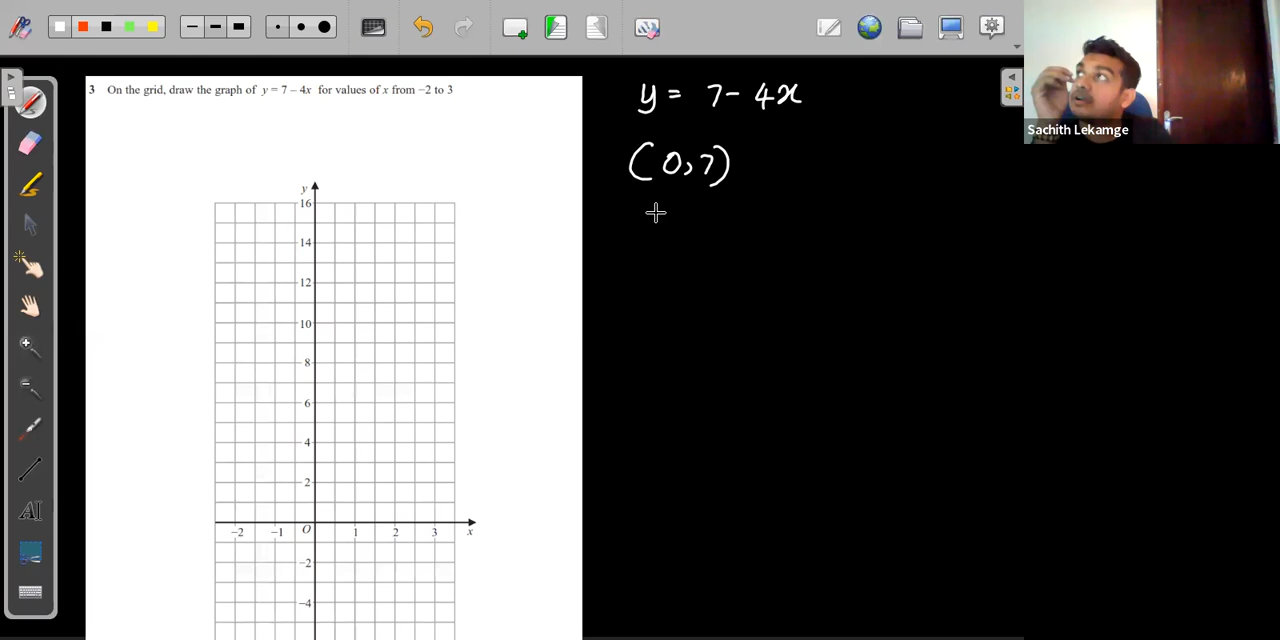 3 On the grid, draw the graph of y = 7 – 4x for values of x from −2 to 3
y = 7 - 4x
(0,7)
Sachith Lekamge
y
16
14
12
10
8
6
4
2
−2 −1 O 1 2 3 x
−2
−4
AI